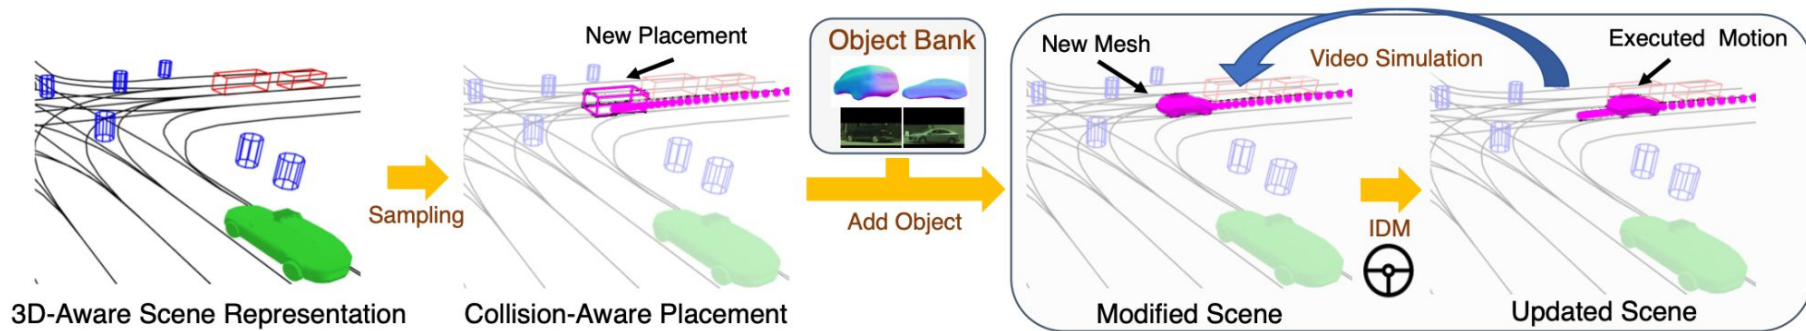 New Placement
Object Bank
New Mesh
Video Simulation
Executed Motion
Sampling
Add Object
IDM
3D-Aware Scene Representation
Collision-Aware Placement
Modified Scene
Updated Scene